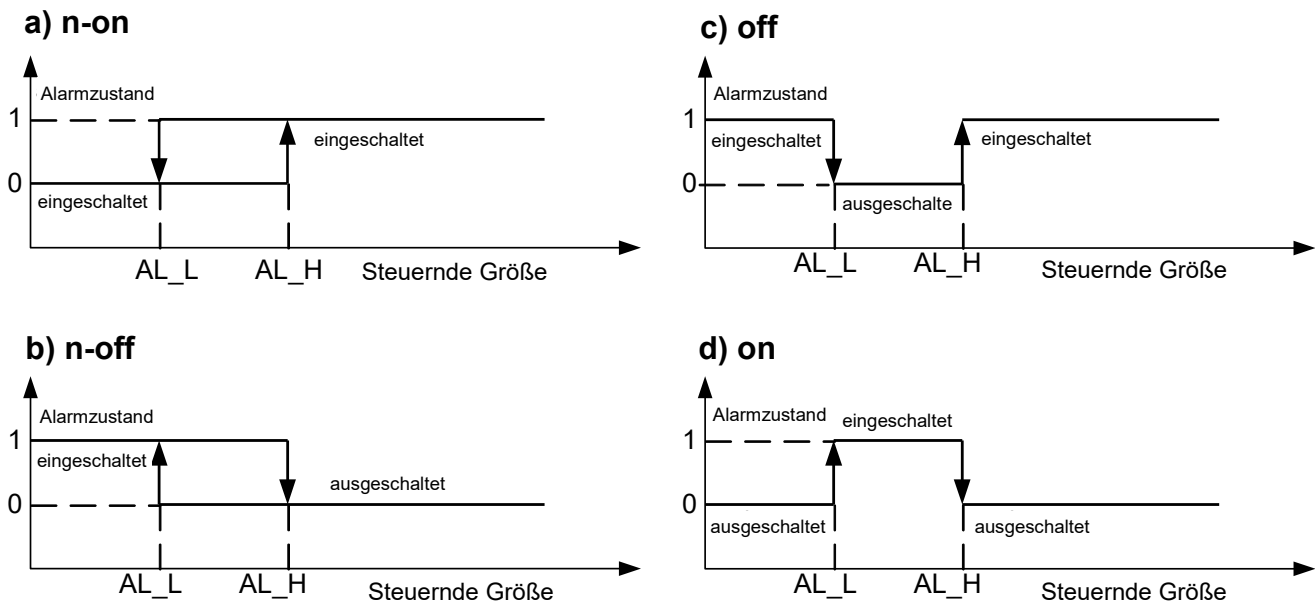 a) n-on
Alarmzustand
1
eingeschaltet
0
eingeschaltet
AL_L
AL_H
Steuernde Größe
c) off
Alarmzustand
1
eingeschaltet
eingeschaltet
0
ausgeschalte
AL_L
AL_H
Steuernde Größe
b) n-off
Alarmzustand
1
eingeschaltet
ausgeschaltet
0
AL_L
AL_H
Steuernde Größe
d) on
Alarmzustand
eingeschaltet
1
0
ausgeschaltet
ausgeschaltet
AL_L
AL_H
Steuernde Größe